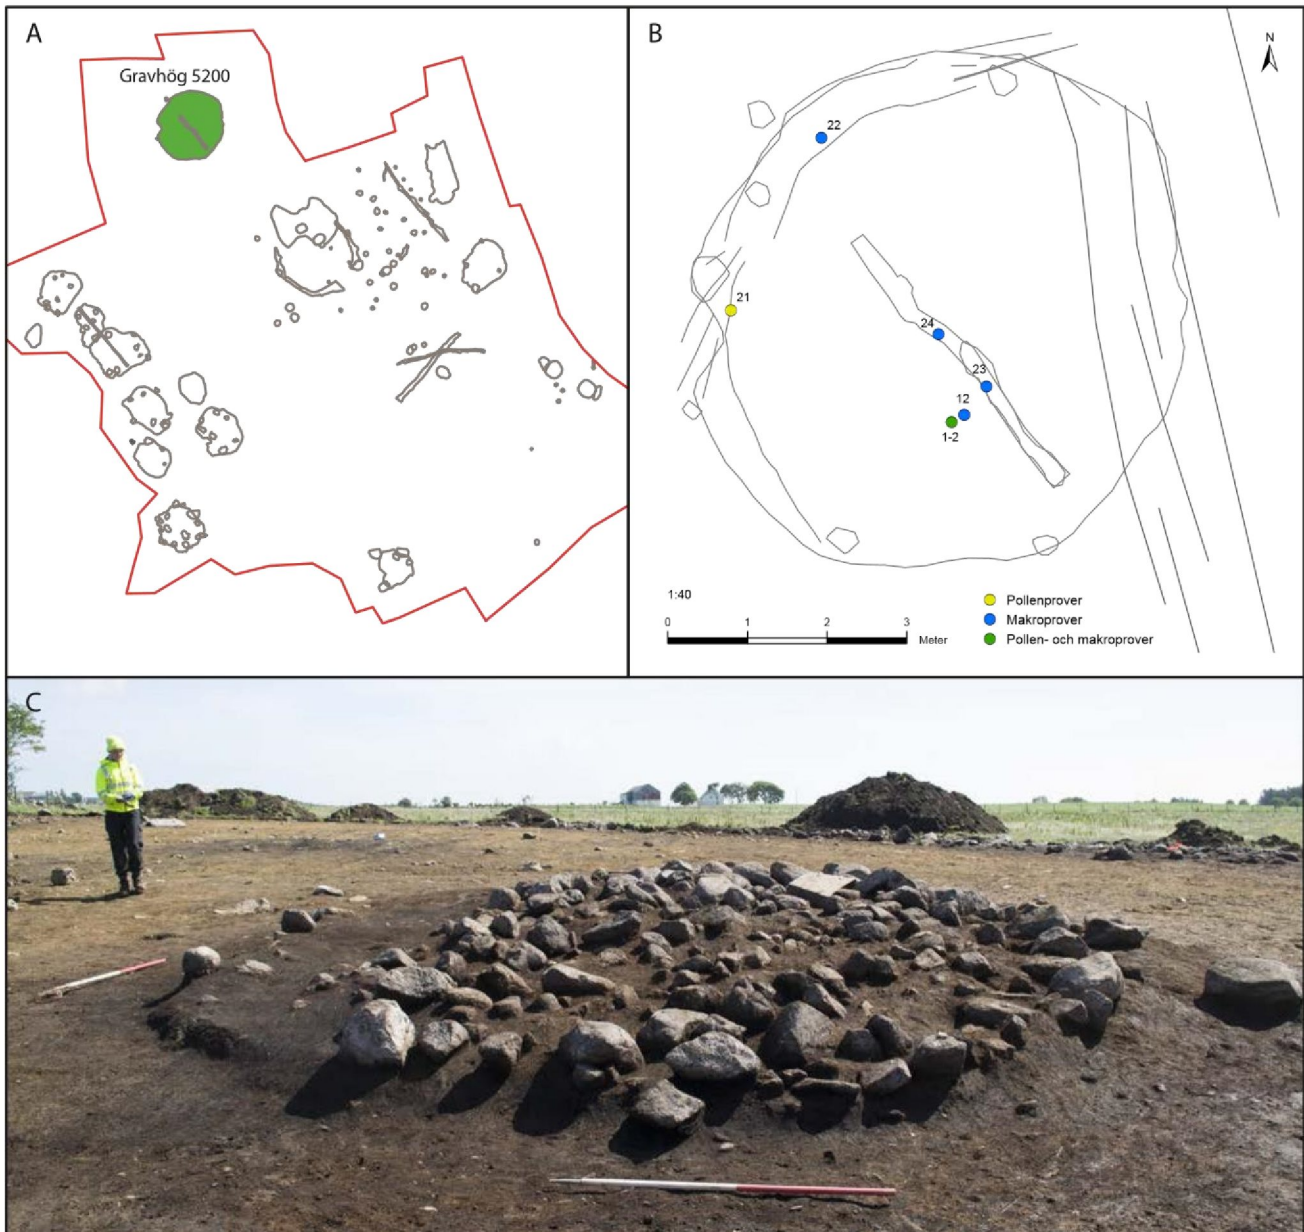 A
Gravhög 5200
B
N
22
21
24
23
12
1-2
1:40
0 1 2 3
Meter
Pollenprover
Makroprover
Pollen- och makroprover
C